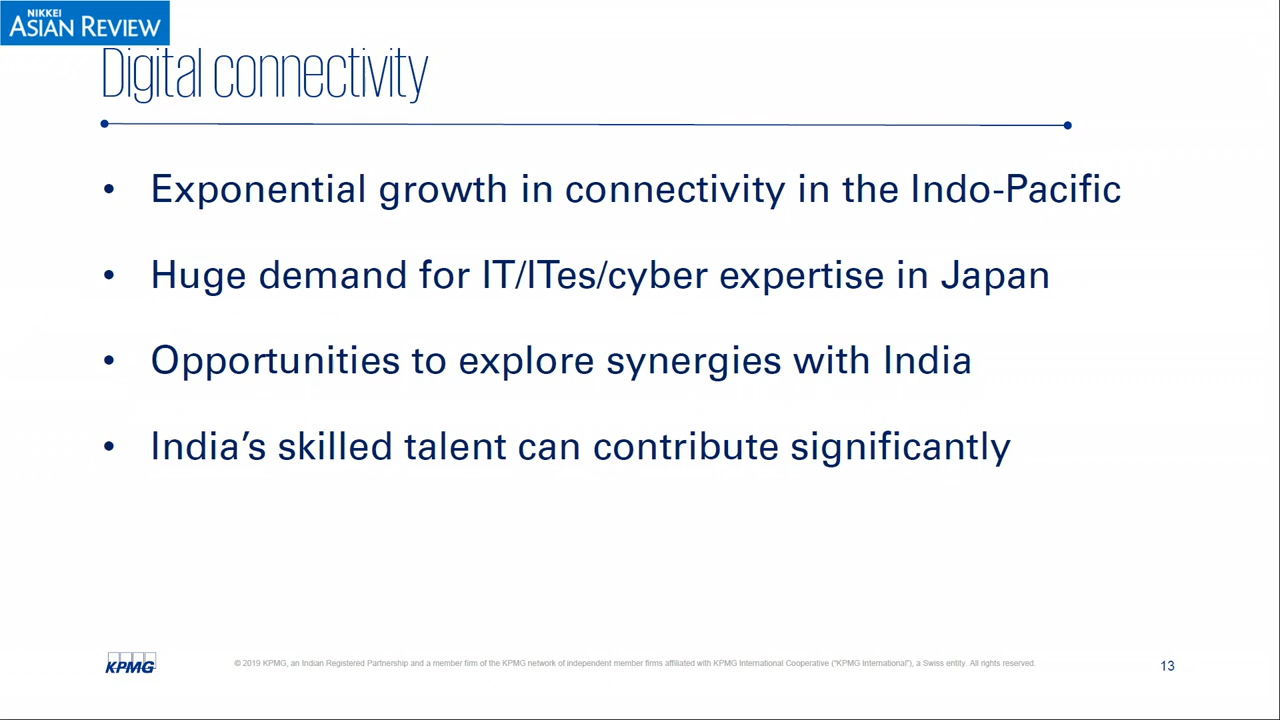 NIKKEI
ASIAN REVIEW
Digital connectivity
• Exponential growth in connectivity in the Indo-Pacific
• Huge demand for IT/ITes/cyber expertise in Japan
• Opportunities to explore synergies with India
• India’s skilled talent can contribute significantly
KPMG
© 2019 KPMG, an Indian Registered Partnership and a member firm of the KPMG network of independent member firms affiliated with KPMG International Cooperative (“KPMG International”), a Swiss entity. All rights reserved.
13